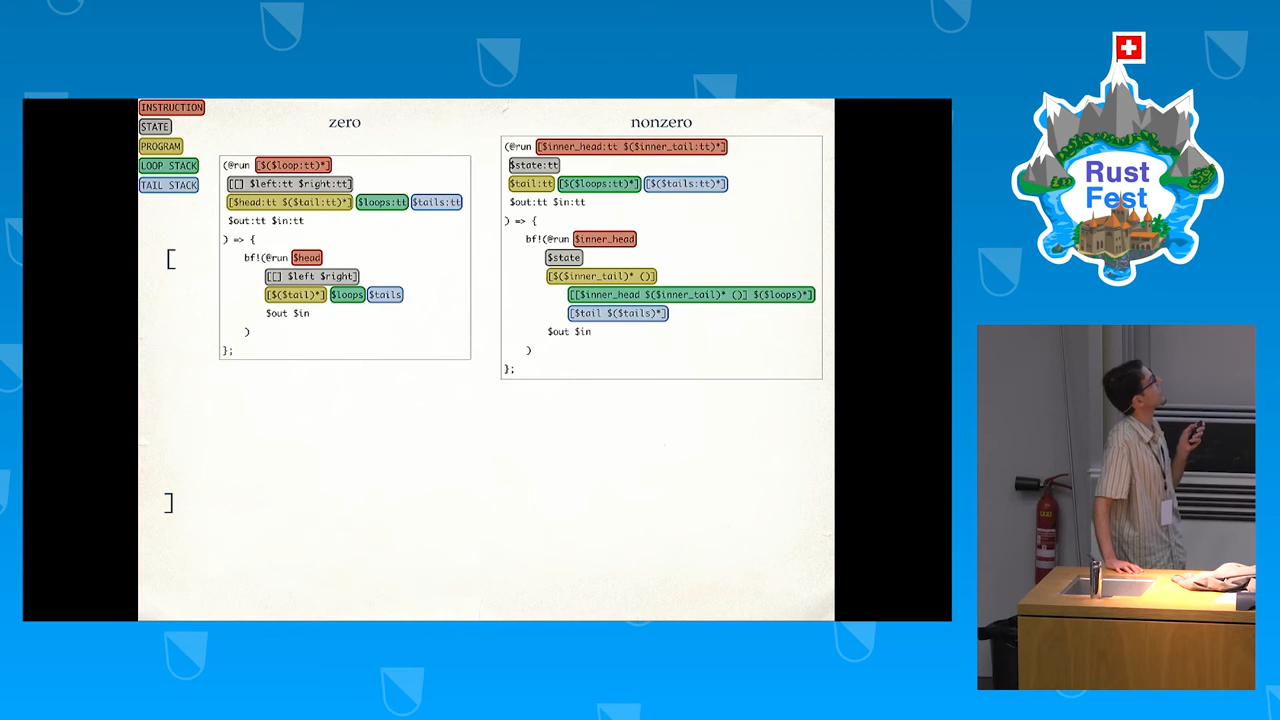 INSTRUCTION
STATE
PROGRAM
LOOP STACK
TAIL STACK
zero
nonzero
[
(@run [$($loop:tt)*]
[[] $left:tt $right:tt]
[$head:tt $($tail:tt)*] $loops:tt $tails:tt
$out:tt $in:tt
) => {
bf!(@run $head
[[] $left $right]
[$($tail)*] $loops $tails
$out $in
)
};
(@run [$inner_head:tt $($inner_tail:tt)*]
$state:tt
$tail:tt [$($loops:tt)*] [$($tails:tt)*]
$out:tt $in:tt
) => {
bf!(@run $inner_head
$state
[$($inner_tail)* ()]
[[$inner_head $($inner_tail)* ()] $($loops)*]
[$tail $($tails)*]
$out $in
)
};
]
Rust
Fest